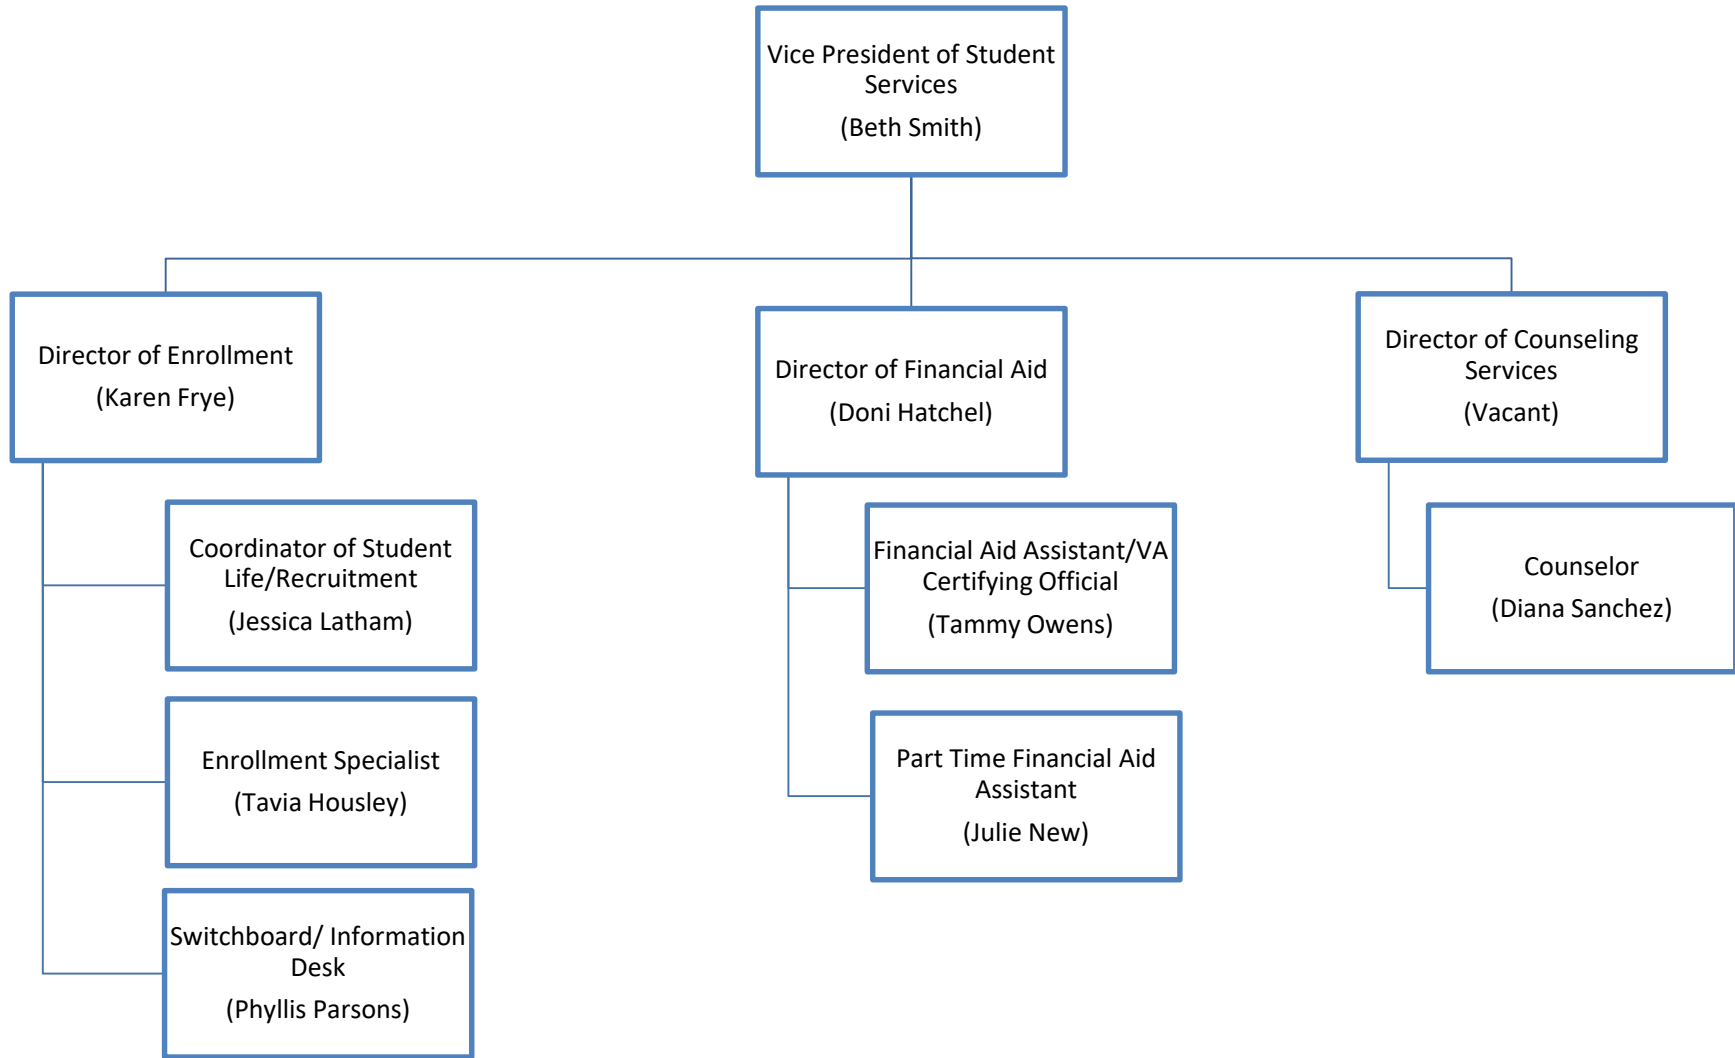 Vice President of Student
Services
(Beth Smith)
Director of Enrollment
(Karen Frye)
Director of Financial Aid
(Doni Hatchel)
Director of Counseling
Services
(Vacant)
Coordinator of Student
Life/Recruitment
(Jessica Latham)
Financial Aid Assistant/VA
Certifying Official
(Tammy Owens)
Counselor
(Diana Sanchez)
Enrollment Specialist
(Tavia Housley)
Part Time Financial Aid
Assistant
(Julie New)
Switchboard/ Information
Desk
(Phyllis Parsons)